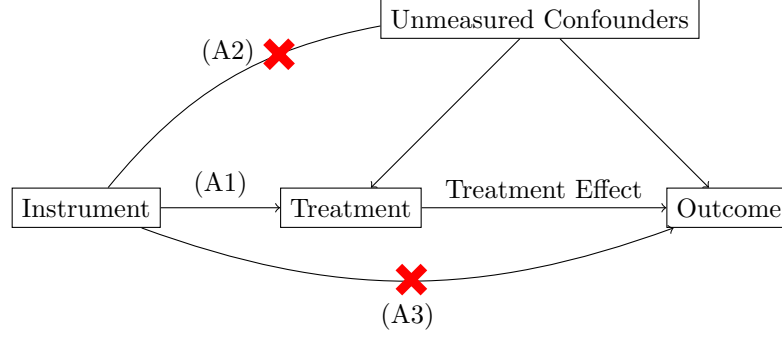 Unmeasured Confounders
(A2)
(A1)
Treatment Effect
Instrument
Treatment
Outcome
(A3)